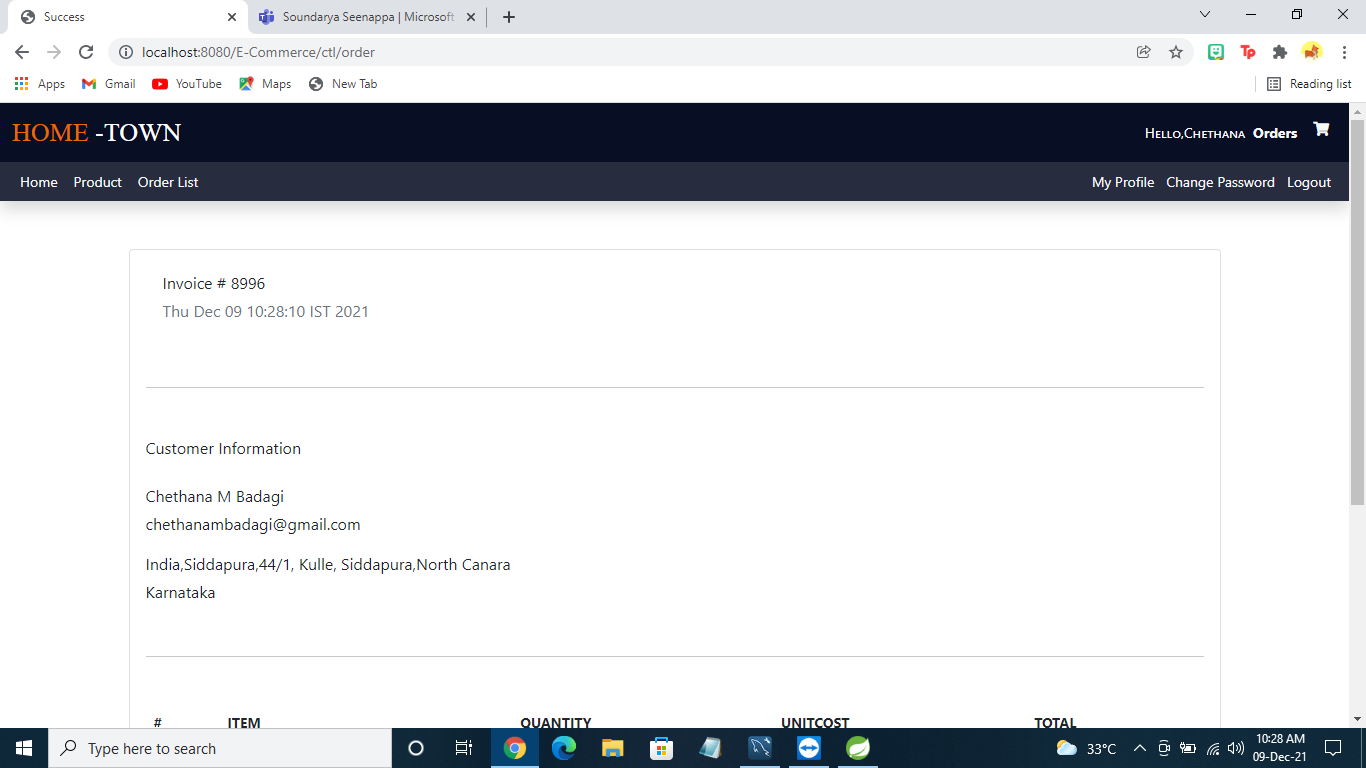 Success
Soundarya Seenappa | Microsoft
localhost:8080/E-Commerce/ctl/order
Apps Gmail YouTube Maps New Tab Reading list
HOME -TOWN
Hello,Chethana Orders
Home Product Order List My Profile Change Password Logout
Invoice # 8996
Thu Dec 09 10:28:10 IST 2021
Customer Information
Chethana M Badagi
chethanambadagi@gmail.com
India,Siddapura,44/1, Kulle, Siddapura,North Canara
Karnataka
# ITEM QUANTITY UNITCOST TOTAL
Type here to search
33°C
10:28 AM
09-Dec-21